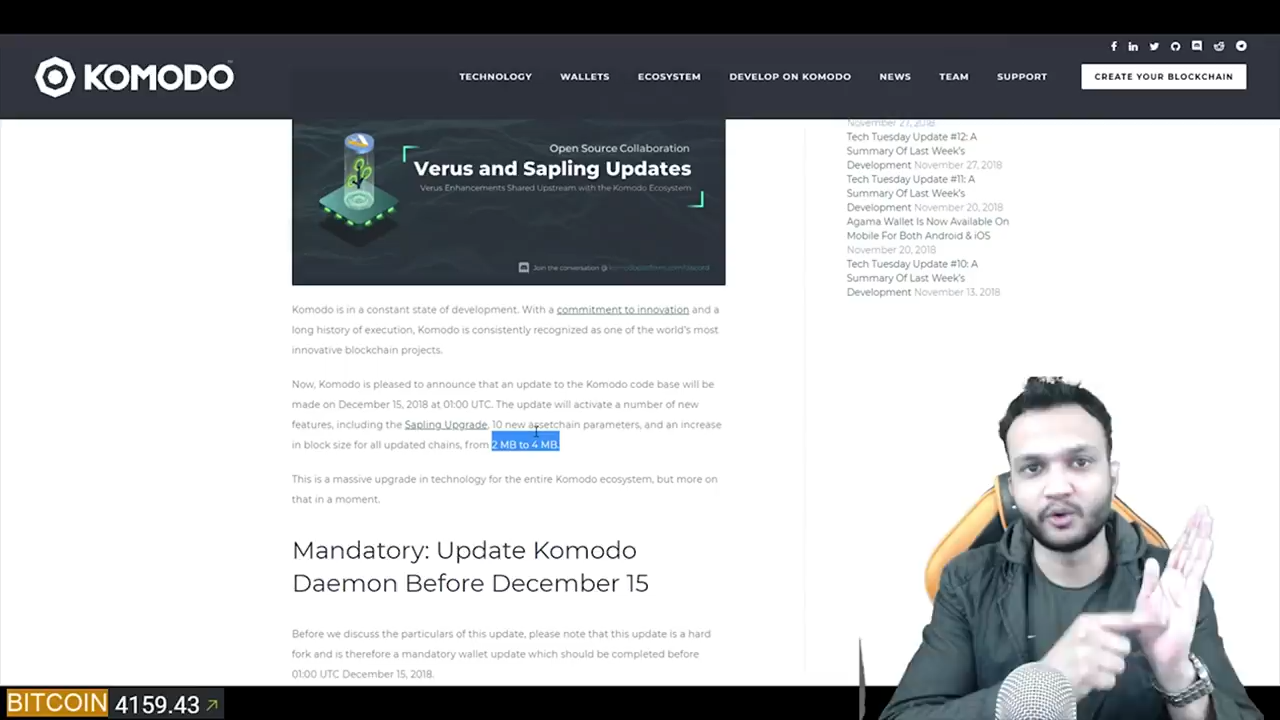 KOMODO
TECHNOLOGY
WALLETS
ECOSYSTEM
DEVELOP ON KOMODO
NEWS
TEAM
SUPPORT
CREATE YOUR BLOCKCHAIN
Open Source Collaboration
Verus and Sapling Updates
Verus Enhancements Shared Upstream with the Komodo Ecosystem
Join the conversation @ komodoplatform.com/discord
Komodo is in a constant state of development. With a commitment to innovation and a
long history of execution, Komodo is consistently recognized as one of the world's most
innovative blockchain projects.
Now, Komodo is pleased to announce that an update to the Komodo code base will be
made on December 15, 2018 at 01:00 UTC. The update will activate a number of new
features, including the Sapling Upgrade, 10 new assetchain parameters, and an increase
in block size for all updated chains, from 2 MB to 4 MB.
This is a massive upgrade in technology for the entire Komodo ecosystem, but more on
that in a moment.
Mandatory: Update Komodo
Daemon Before December 15
Before we discuss the particulars of this update, please note that this update is a hard
fork and is therefore a mandatory wallet update which should be completed before
01:00 UTC December 15, 2018.
November 27, 2018
Tech Tuesday Update #12: A
Summary Of Last Week's
Development November 27, 2018
Tech Tuesday Update #11: A
Summary Of Last Week's
Development November 20, 2018
Agama Wallet Is Now Available On
Mobile For Both Android & iOS
November 20, 2018
Tech Tuesday Update #10: A
Summary Of Last Week's
Development November 13, 2018
BITCOIN 4159.43